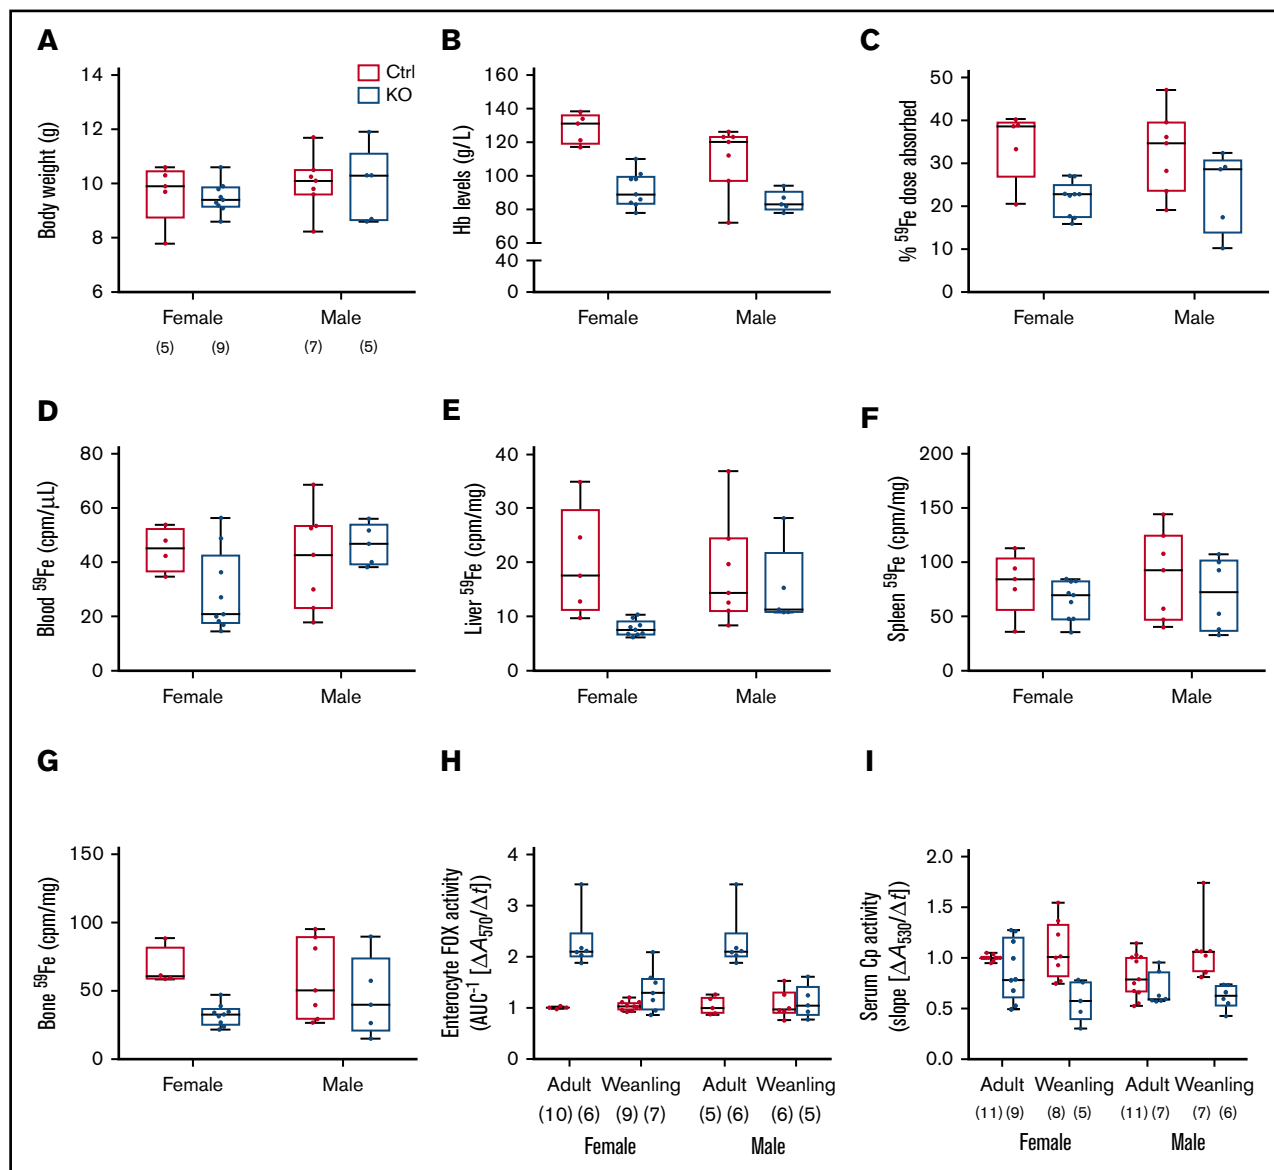 A
Body weight (g)
14
12
10
8
6
Ctrl
KO
Female
Male
(5)
(9)
(7)
(5)
B
Hb levels (g/L)
160
140
120
100
80
60
40
0
Female
Male
C
% 59Fe dose absorbed
50
40
30
20
10
0
Female
Male
D
Blood 59Fe (cpm/μL)
80
60
40
20
0
Female
Male
E
Liver 59Fe (cpm/mg)
40
30
20
10
0
Female
Male
F
Spleen 59Fe (cpm/mg)
200
150
100
50
0
Female
Male
G
Bone 59Fe (cpm/mg)
150
100
50
0
Female
Male
H
Enterocyte FOX activity
(AUC-1 [ΔA570/Δt])
4
3
2
1
0
Adult Weanling Adult Weanling
(10) (6) (9) (7) (5) (6) (6) (5)
Female Male
I
Serum Cp activity
(slope [ΔA530/Δt])
2.0
1.5
1.0
0.5
0.0
Adult Weanling Adult Weanling
(11) (9) (8) (5) (11) (7) (7) (6)
Female Male